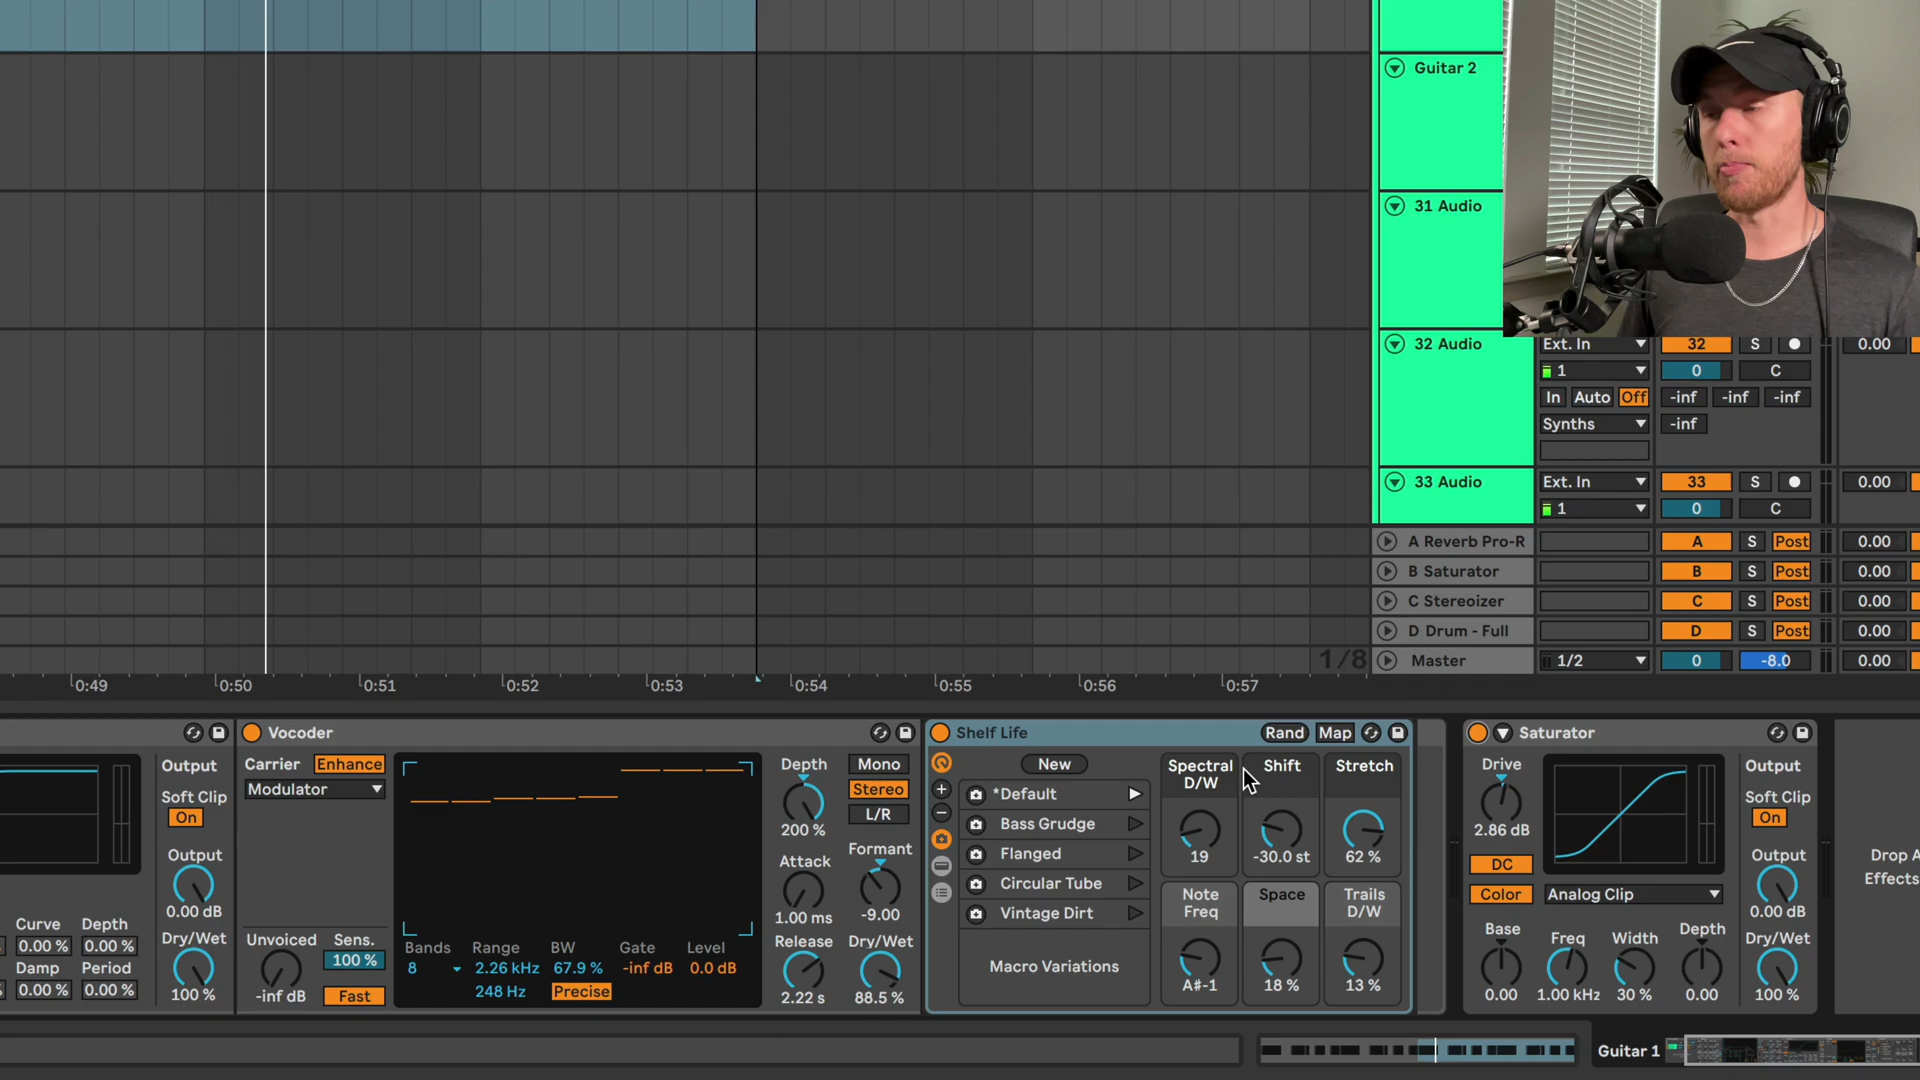 Guitar 2
31 Audio
32 Audio
Ext. In
32
S
0.00
1
0
C
In
Auto
Off
-inf
-inf
-inf
Synths
-inf
33 Audio
Ext. In
33
S
0.00
1
0
C
A Reverb Pro-R
A
S
Post
0.00
B Saturator
B
S
Post
0.00
C Stereoizer
C
S
Post
0.00
D Drum - Full
D
S
Post
0.00
1/8
Master
1/2
0
-8.0
0.00
0:49
0:50
0:51
0:52
0:53
0:54
0:55
0:56
0:57
Output
Soft Clip
On
Output
0.00 dB
Curve
Depth
0.00 %
0.00 %
Damp
Period
0.00 %
0.00 %
Dry/Wet
100 %
Vocoder
Carrier
Enhance
Modulator
Unvoiced
-inf dB
Sens.
100 %
Fast
Bands
8
Range
2.26 kHz
248 Hz
BW
67.9 %
Precise
Gate
-inf dB
Level
0.0 dB
Depth
200 %
Mono
Stereo
L/R
Attack
1.00 ms
Formant
-9.00
Release
2.22 s
Dry/Wet
88.5 %
Shelf Life
Rand
Map
New
*Default
Bass Grudge
Flanged
Circular Tube
Vintage Dirt
Macro Variations
Spectral
D/W
19
Shift
-30.0 st
Stretch
62 %
Note
Freq
A#-1
Space
18 %
Trails
D/W
13 %
Saturator
Drive
2.86 dB
DC
Color
Analog Clip
Base
0.00
Freq
1.00 kHz
Width
30 %
Depth
0.00
Output
Soft Clip
On
Output
0.00 dB
Dry/Wet
100 %
Drop A
Effects
Guitar 1